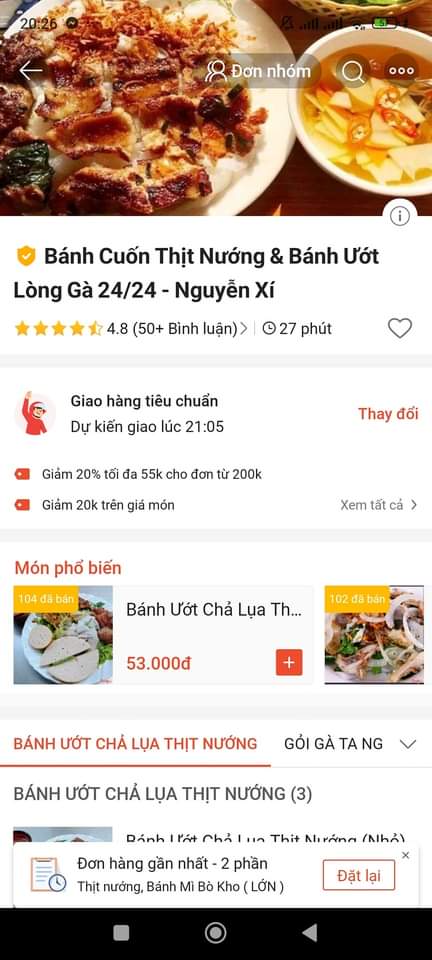 20:26
5
Đơn nhóm
Bánh Cuốn Thịt Nướng & Bánh Ướt
Lòng Gà 24/24 - Nguyễn Xí
4.8 (50+ Bình luận) 27 phút
Giao hàng tiêu chuẩn
Dự kiến giao lúc 21:05
Thay đổi
Giảm 20% tối đa 55k cho đơn từ 200k
Giảm 20k trên giá món
Xem tất cả
Món phổ biến
104 đã bán
Bánh Ướt Chả Lụa Th...
53.000đ
102 đã bán
BÁNH ƯỚT CHẢ LỤA THỊT NƯỚNG
GỎI GÀ TA NG
BÁNH ƯỚT CHẢ LỤA THỊT NƯỚNG (3)
Bánh Ướt Chả Lụa Thịt Nướng (Nhỏ)
Đơn hàng gần nhất - 2 phần
Thịt nướng, Bánh Mì Bò Kho ( LỚN )
Đặt lại